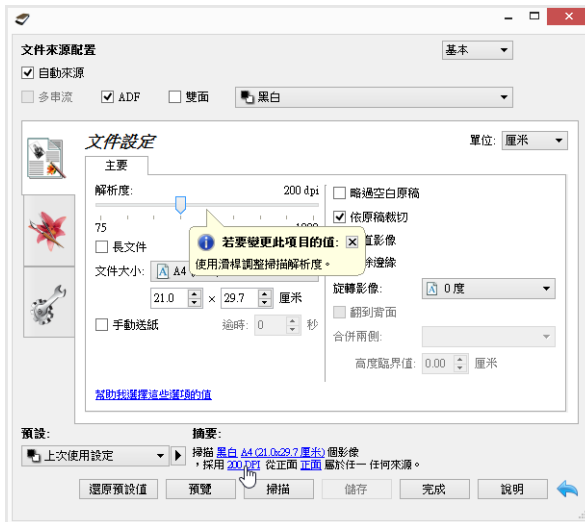 文件來源配置
基本
自動來源
多串流 ADF 雙面 黑白
文件設定
單位: 厘米
主要
解析度: 200 dpi
略過空白原稿
75
依原稿裁切
若要變更此項目的值:
使用滑桿調整掃描解析度。
長文件
文件大小: A4
旋轉影像: 0 度
21.0 × 29.7 厘米
翻到背面
手動送紙 逾時: 0 秒
合併兩側:
高度臨界值: 0.00 厘米
幫助我選擇這些選項的值
預設: 摘要:
上次使用設定
掃描 黑白 A4 (21.0x29.7 厘米) 個影像
，採用 200 DPI 從正面 正面 屬於任一 任何來源。
還原預設值 預覽 掃描 儲存 完成 說明